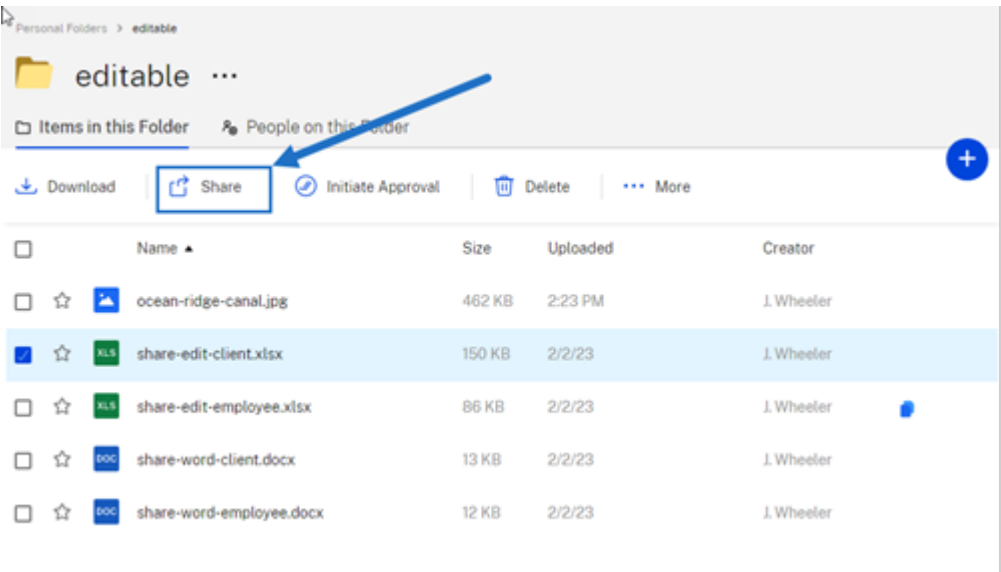 Personal Folders > editable
editable ...
Items in this Folder People on this Folder
Download Share Initiate Approval Delete ... More
+
Name ▲ Size Uploaded Creator
ocean-ridge-canal.jpg 462 KB 2:23 PM J. Wheeler
XLS share-edit-client.xlsx 150 KB 2/2/23 J. Wheeler
XLS share-edit-employee.xlsx 86 KB 2/2/23 J. Wheeler
DOC share-word-client.docx 13 KB 2/2/23 J. Wheeler
DOC share-word-employee.docx 12 KB 2/2/23 J. Wheeler